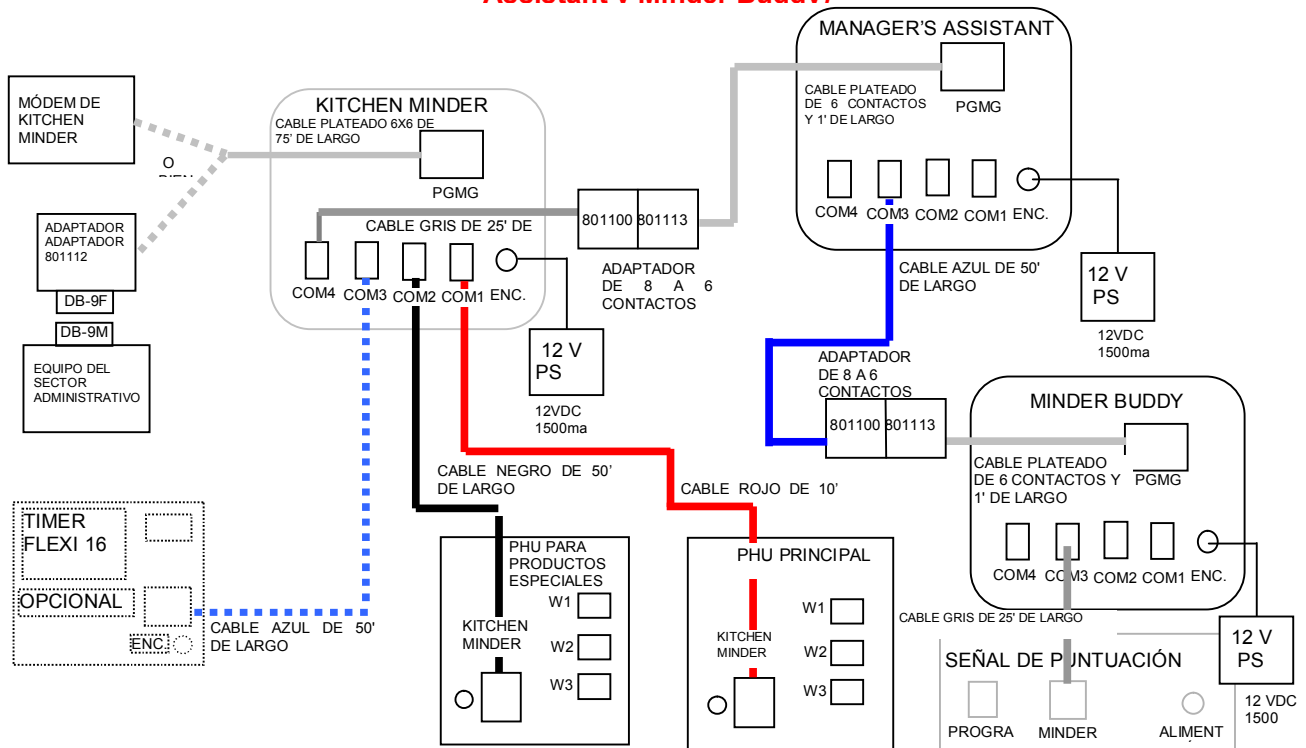 Assistant y Minder Buddy/
MANAGER'S ASSISTANT
CABLE PLATEADO
DE 6 CONTACTOS
Y 1' DE LARGO
PGMG
COM4 COM3 COM2 COM1 ENC.
12 V
PS
12VDC
1500ma
MÓDEM DE
KITCHEN
MINDER
O
BIEN
ADAPTADOR
ADAPTADOR
801112
DB-9F
DB-9M
EQUIPO DEL
SECTOR
ADMINISTRATIVO
KITCHEN MINDER
CABLE PLATEADO 6X6 DE
75' DE LARGO
PGMG
CABLE GRIS DE 25' DE
COM4 COM3 COM2 COM1 ENC.
12 V
PS
12VDC
1500ma
801100 801113
ADAPTADOR
DE 8 A 6
CONTACTOS
CABLE AZUL DE 50'
DE LARGO
ADAPTADOR
DE 8 A 6
CONTACTOS
801100 801113
MINDER BUDDY
CABLE PLATEADO
DE 6 CONTACTOS Y
1' DE LARGO
PGMG
COM4 COM3 COM2 COM1 ENC.
12 V
PS
12 VDC
1500
CABLE GRIS DE 25' DE LARGO
SEÑAL DE PUNTUACIÓN
PROGRA MINDER ALIMENT
CABLE NEGRO DE 50'
DE LARGO
CABLE ROJO DE 10'
TIMER
FLEXI 16
OPCIONAL
ENC.
CABLE AZUL DE 50'
DE LARGO
PHU PARA
PRODUCTOS
ESPECIALES
W1
W2
W3
KITCHEN
MINDER
PHU PRINCIPAL
W1
W2
W3
KITCHEN
MINDER